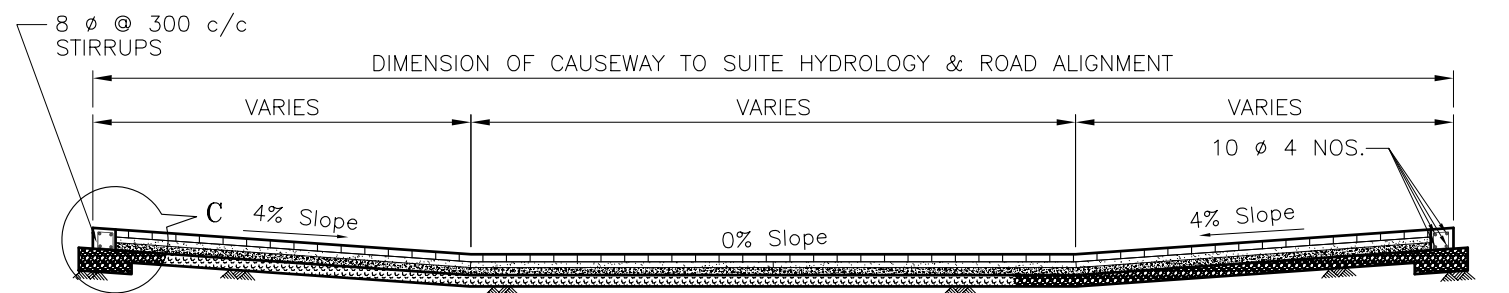 8 ø @ 300 c/c
STIRRUPS
DIMENSION OF CAUSEWAY TO SUITE HYDROLOGY & ROAD ALIGNMENT
VARIES
VARIES
VARIES
10 ø 4 NOS.
C
4% Slope
0% Slope
4% Slope